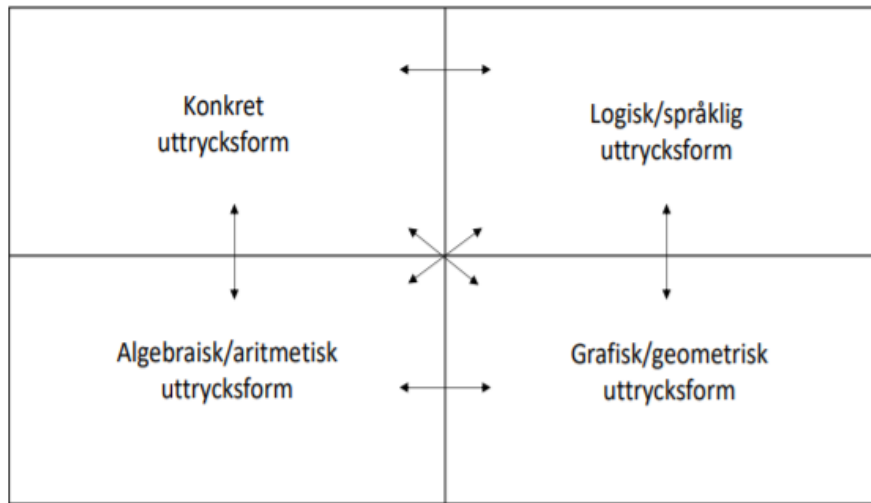 Konkret
uttrycksform
Logisk/språklig
uttrycksform
Algebraisk/aritmetisk
uttrycksform
Grafisk/geometrisk
uttrycksform